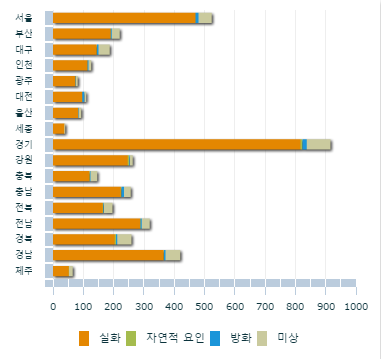 서울
부산
대구
인천
광주
대전
울산
세종
경기
강원
충북
충남
전북
전남
경북
경남
제주
0 100 200 300 400 500 600 700 800 900 1000
실화 자연적 요인 방화 미상